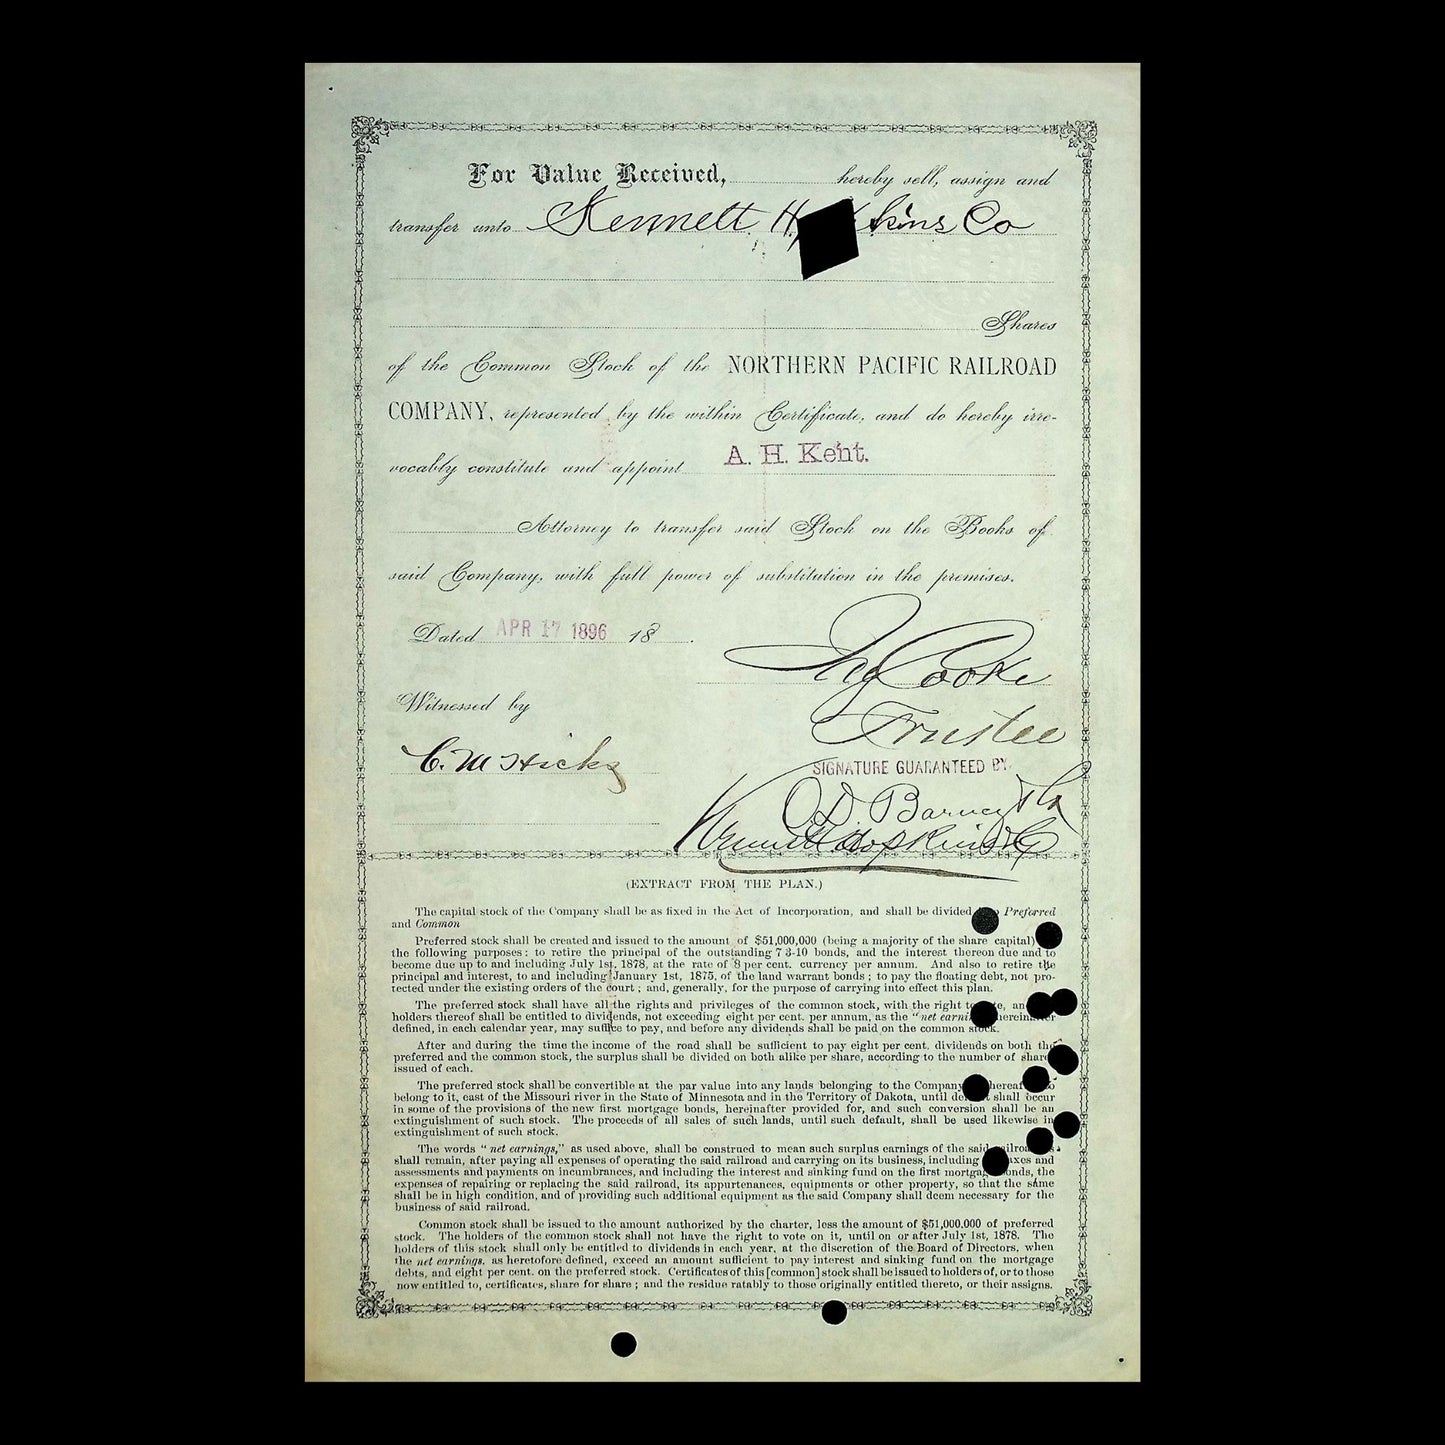 For Value Received, hereby sell, assign and
transfer unto Kennett H kins Co
Shares
of the Common Stock of the NORTHERN PACIFIC RAILROAD
COMPANY, represented by the within Certificate, and do hereby irre-
vocably constitute and appoint A. H. Kent.
Attorney to transfer said Stock on the Books of
said Company, with full power of substitution in the premises.
Dated APR 17 1896 18
Jay Cooke
Witnessed by
Trustee
C. M Hicks
SIGNATURE GUARANTEED BY
C D. Barney & Co
Kennett Hopkins & Co
(EXTRACT FROM THE PLAN.)
The capital stock of the Company shall be as fixed in the Act of Incorporation, and shall be divided Preferred
and Common
Preferred stock shall be created and issued to the amount of $51,000,000 (being a majority of the share capital)
the following purposes: to retire the principal of the outstanding 7 3-10 bonds, and the interest thereon due and to
become due up to and including July 1st, 1878, at the rate of 8 per cent. currency per annum. And also to retire the
principal and interest, to and including January 1st, 1875, of the land warrant bonds; to pay the floating debt, not pro-
tected under the existing orders of the court; and, generally, for the purpose of carrying into effect this plan.
The preferred stock shall have all the rights and privileges of the common stock, with the right to
holders thereof shall be entitled to dividends, not exceeding eight per cent. per annum, as the "net
defined, in each calendar year, may suffice to pay, and before any dividends shall be paid on the common stock.
After and during the time the income of the road shall be sufficient to pay eight per cent. dividends on both the
preferred and the common stock, the surplus shall be divided on both alike per share, according to the number of shares
issued of each.
The preferred stock shall be convertible at the par value into any lands belonging to the Company
belong to it, east of the Missouri river in the State of Minnesota and in the Territory of Dakota, until shall occur
in some of the provisions of the new first mortgage bonds, hereinafter provided for, and such conversion shall be an
extinguishment of such stock. The proceeds of all sales of such lands, until such default, shall be used likewise in
extinguishment of such stock.
The words "net earnings," as used above, shall be construed to mean such surplus earnings of the said
shall remain, after paying all expenses of operating the said railroad and carrying on its business, including and
assessments and payments on incumbrances, and including the interest and sinking fund on the first mortgage bonds, the
expenses of repairing or replacing the said railroad, its appurtenances, equipments or other property, so that the same
shall be in high condition, and of providing such additional equipment as the said Company shall deem necessary for the
business of said railroad.
Common stock shall be issued to the amount authorized by the charter, less the amount of $51,000,000 of preferred
stock. The holders of the common stock shall not have the right to vote on it, until on or after July 1st, 1878. The
holders of this stock shall only be entitled to dividends in each year, at the discretion of the Board of Directors, when
the net earnings, as heretofore defined, exceed an amount sufficient to pay interest and sinking fund on the mortgage
debts, and eight per cent. on the preferred stock. Certificates of this [common] stock shall be issued to holders of, or to those
now entitled to, certificates, share for share; and the residue ratably to those originally entitled thereto, or their assigns.